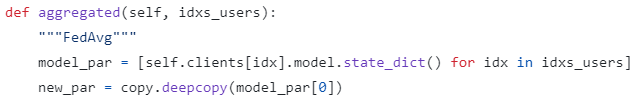 def aggregated(self, idxs_users):
    """FedAvg"""
    model_par = [self.clients[idx].model.state_dict() for idx in idxs_users]
    new_par = copy.deepcopy(model_par[0])